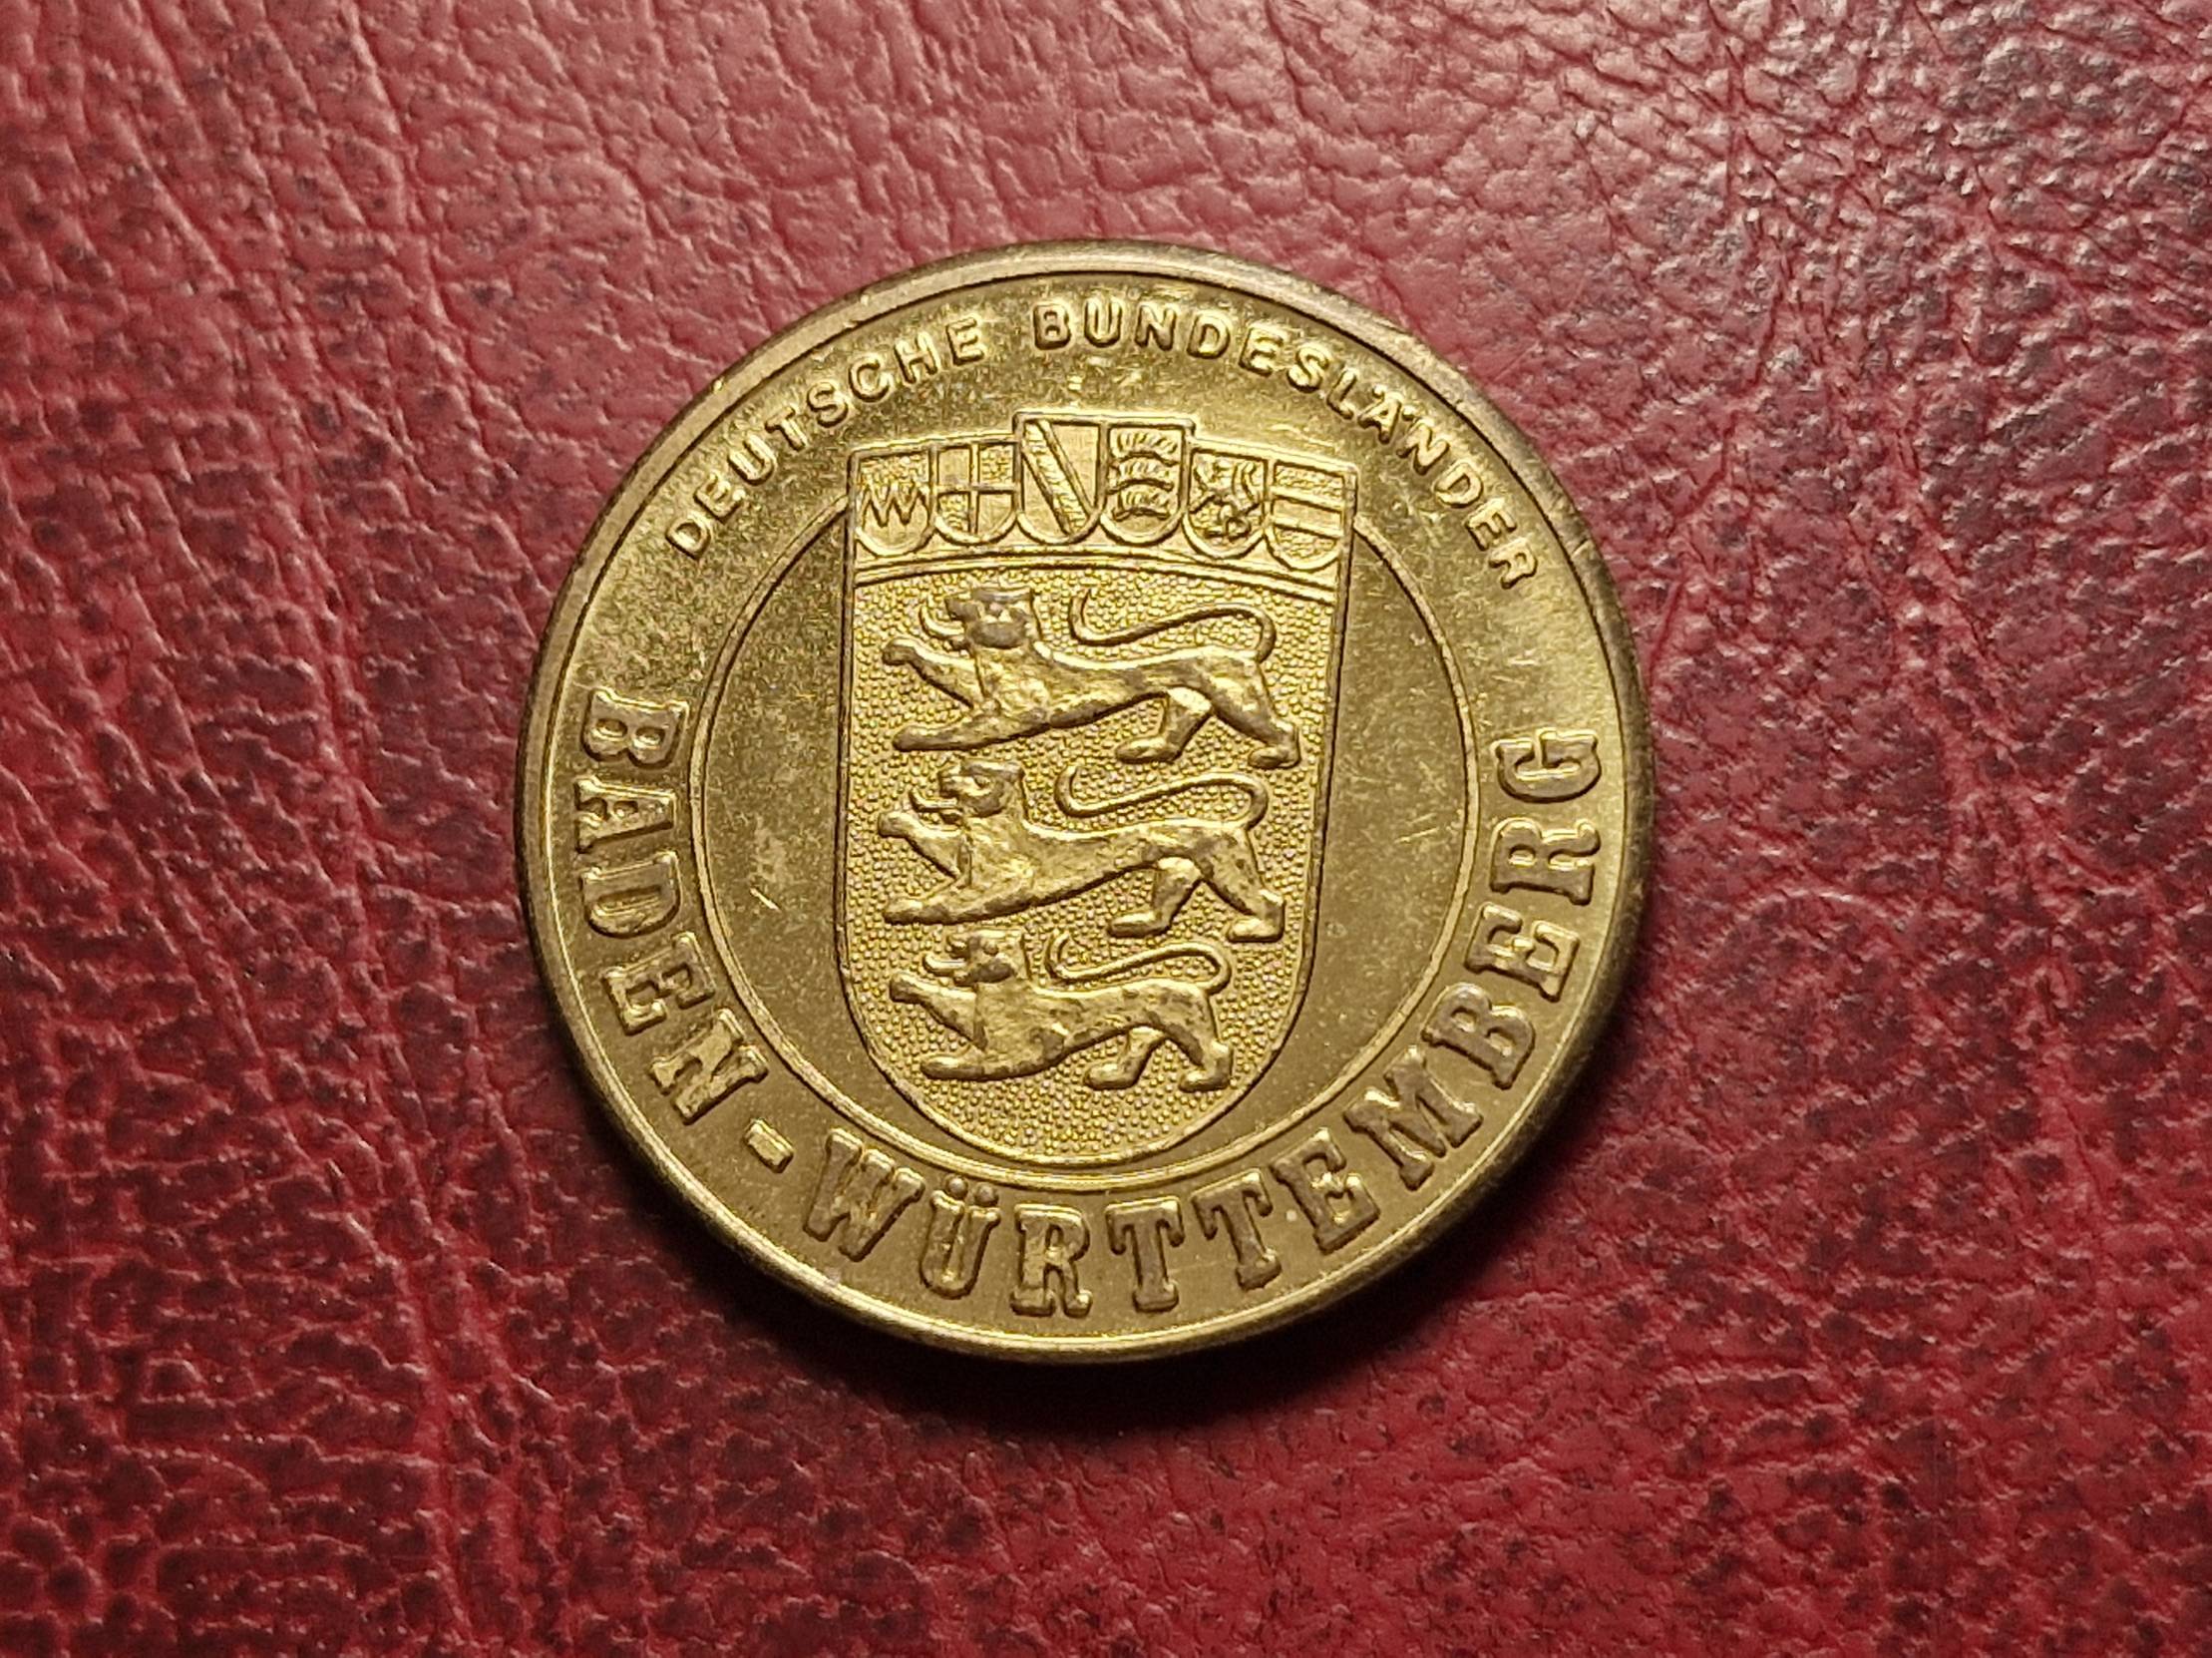 DEUTSCHE BUNDESLÄNDER
BADEN - WÜRTTEMBERG